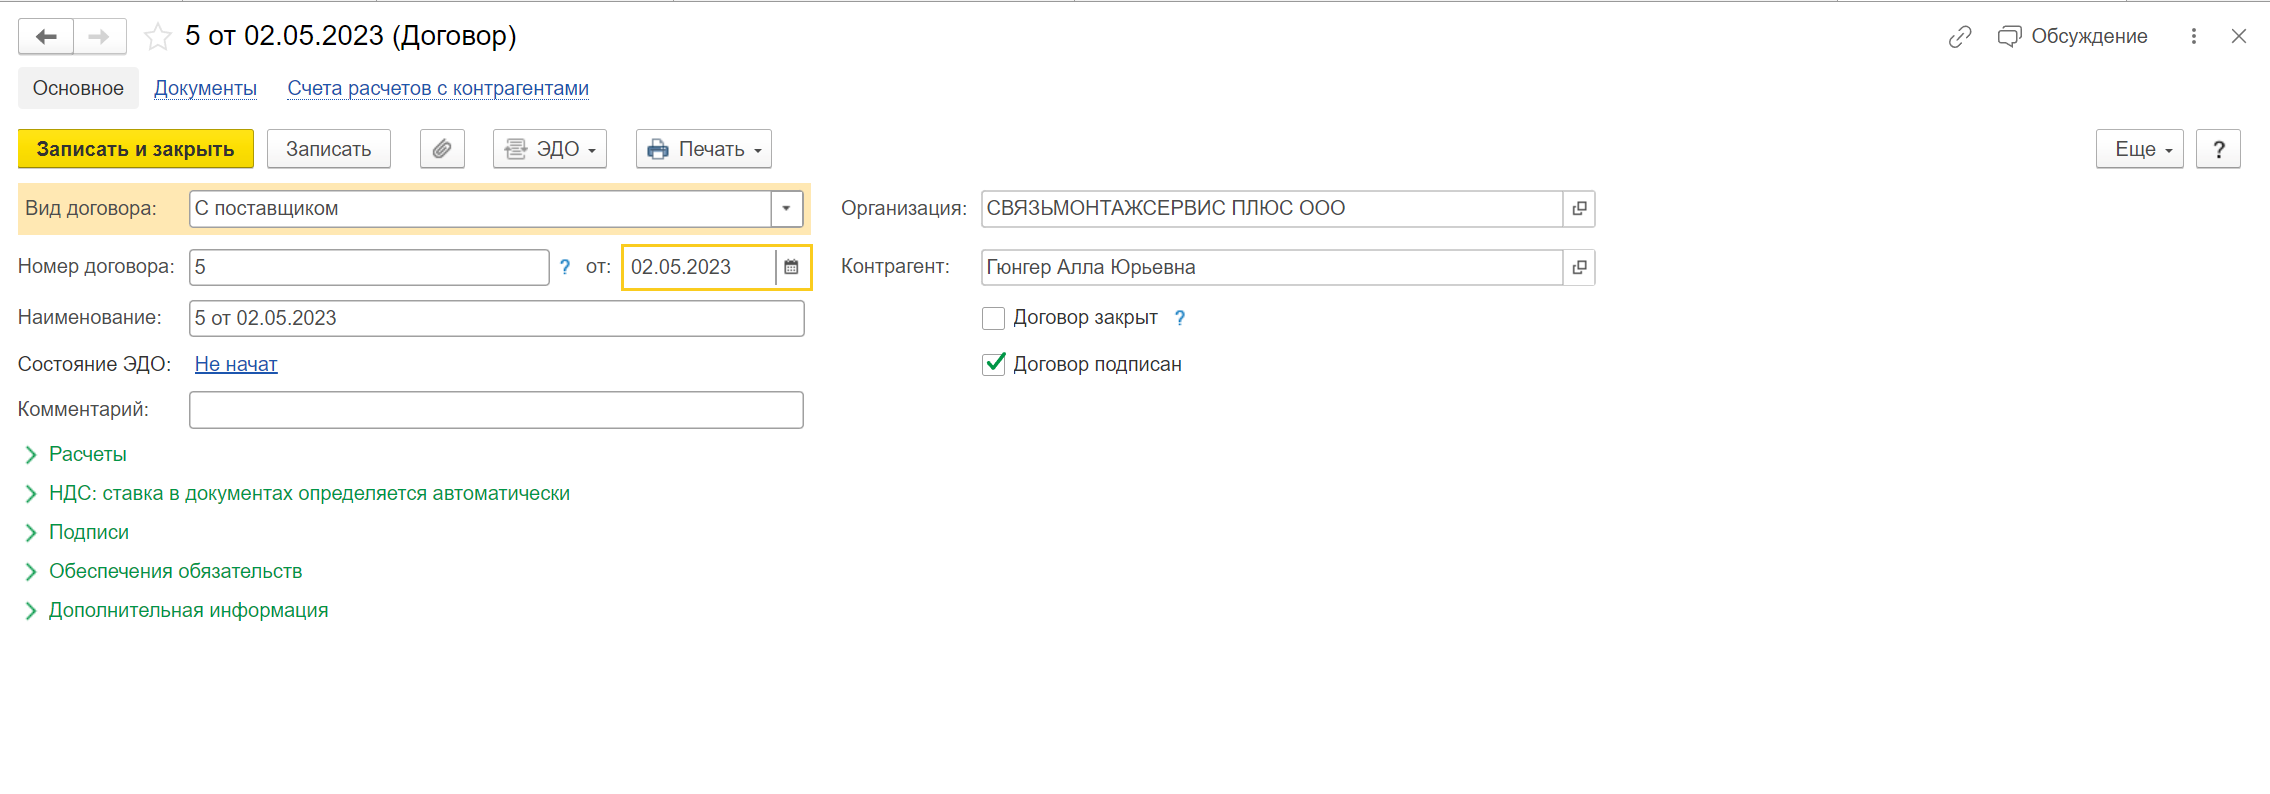 5 от 02.05.2023 (Договор)
Обсуждение
Основное Документы Счета расчетов с контрагентами
Записать и закрыть Записать ЭДО Печать Еще ?
Вид договора: С поставщиком Организация: СВЯЗЬМОНТАЖСЕРВИС ПЛЮС ООО
Номер договора: 5 ? от: 02.05.2023 Контрагент: Гюнгер Алла Юрьевна
Наименование: 5 от 02.05.2023 Договор закрыт ?
Состояние ЭДО: Не начат Договор подписан
Комментарий:
Расчеты
НДС: ставка в документах определяется автоматически
Подписи
Обеспечения обязательств
Дополнительная информация